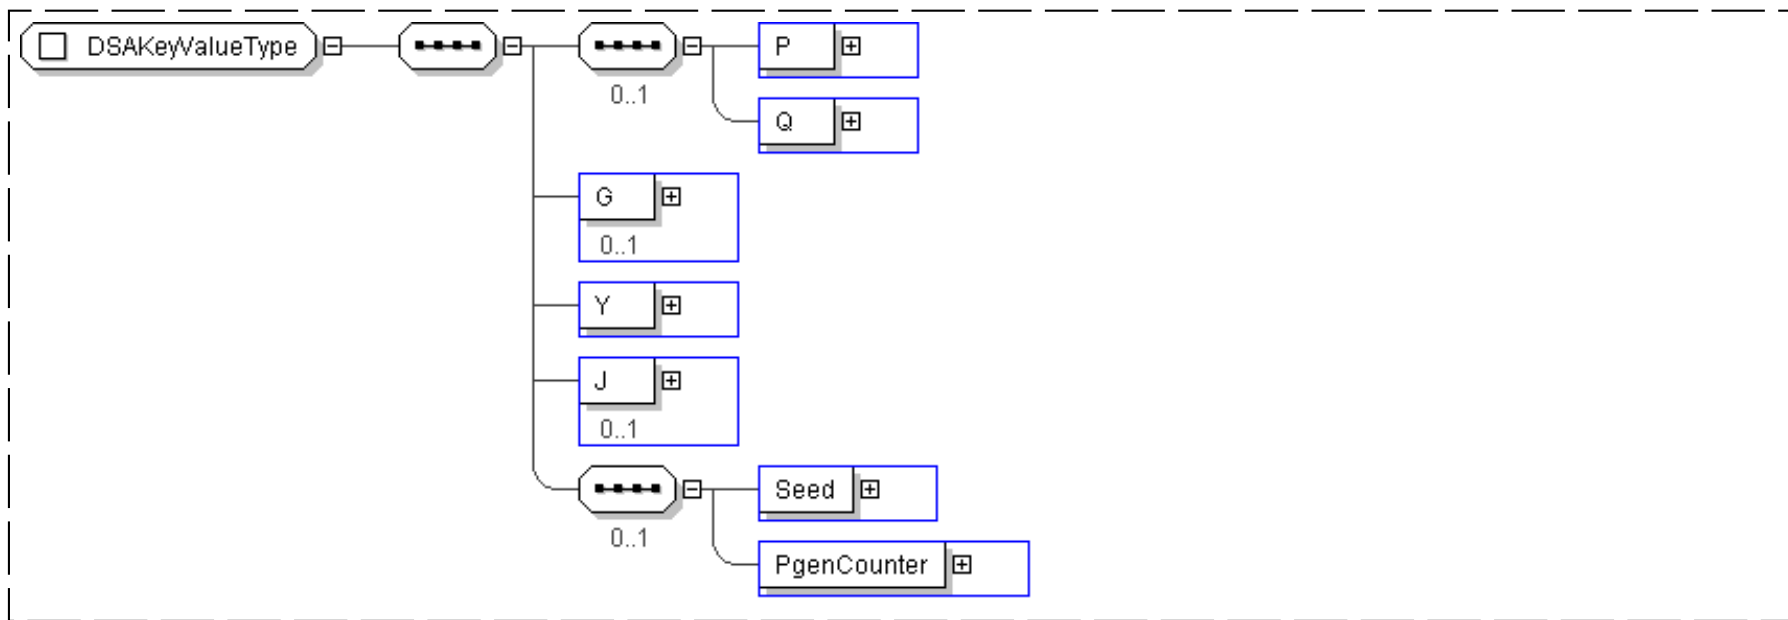 DSAKeyValueType
P
0..1
Q
G
0..1
Y
J
0..1
Seed
0..1
PgenCounter